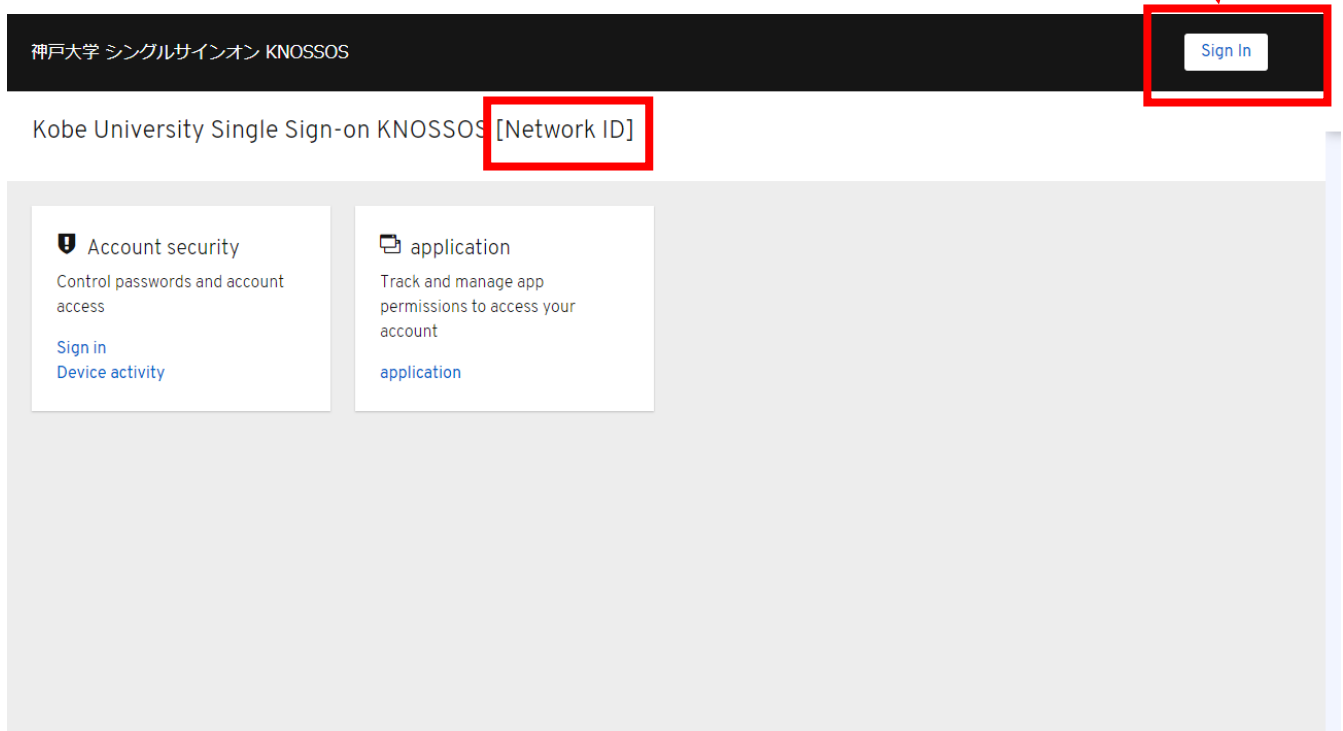 神戸大学 シングルサインオン KNOSSOS
Sign In
Kobe University Single Sign-on KNOSSOS [Network ID]
Account security
Control passwords and account
access
Sign in
Device activity
application
Track and manage app
permissions to access your
account
application